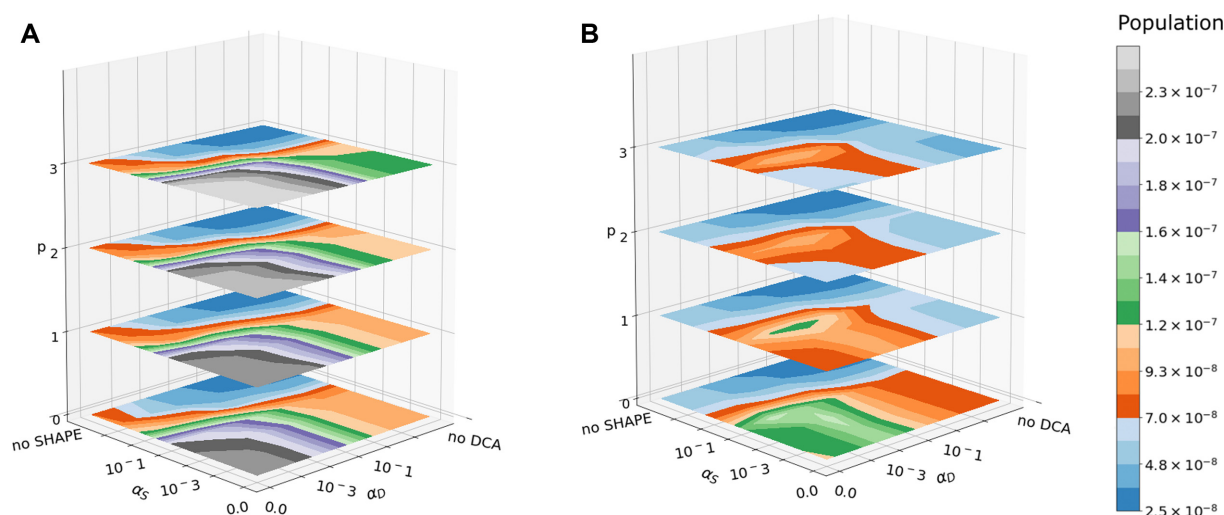 A
B
Population
3
p 2
1
0
no SHAPE
10⁻¹
αS
10⁻³
0.0
0.0
10⁻³
αD
10⁻¹
no DCA
3
p 2
1
0
no SHAPE
10⁻¹
αS
10⁻³
0.0
0.0
10⁻³
αD
10⁻¹
no DCA
2.3 × 10⁻⁷
2.0 × 10⁻⁷
1.8 × 10⁻⁷
1.6 × 10⁻⁷
1.4 × 10⁻⁷
1.2 × 10⁻⁷
9.3 × 10⁻⁸
7.0 × 10⁻⁸
4.8 × 10⁻⁸
2.5 × 10⁻⁸